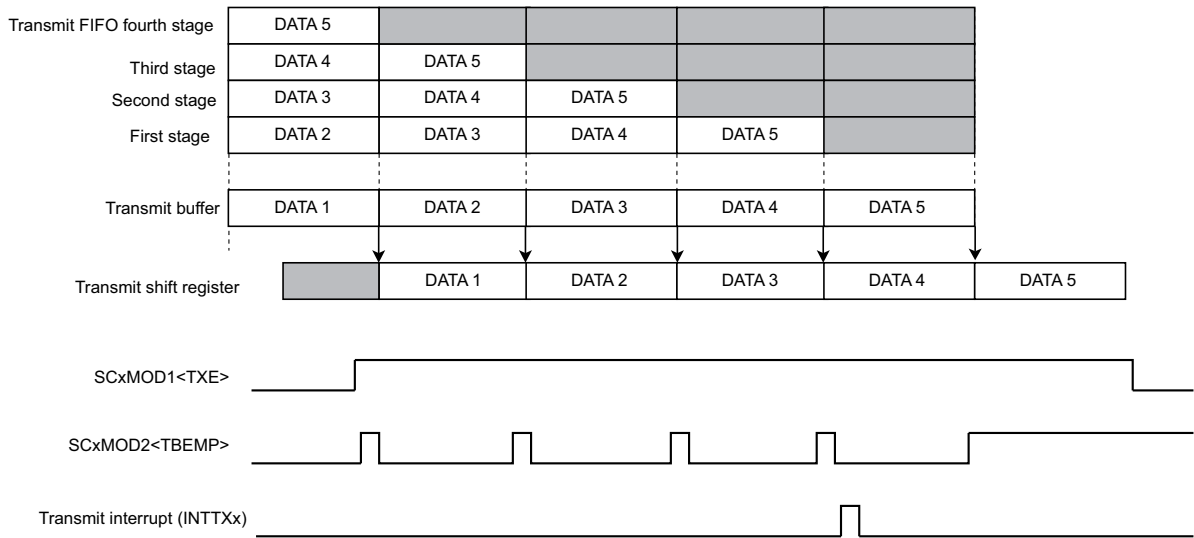 Transmit FIFO fourth stage DATA 5
Third stage DATA 4 DATA 5
Second stage DATA 3 DATA 4 DATA 5
First stage DATA 2 DATA 3 DATA 4 DATA 5
Transmit buffer DATA 1 DATA 2 DATA 3 DATA 4 DATA 5
Transmit shift register DATA 1 DATA 2 DATA 3 DATA 4 DATA 5
SCxMOD1<TXE>
SCxMOD2<TBEMP>
Transmit interrupt (INTTXx)